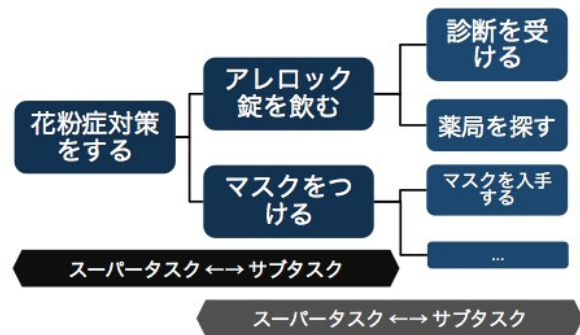 花粉症対策
をする
アレロック
錠を飲む
マスクをつ
ける
診断を受
ける
薬局を探す
マスクを入手
する
...
スーパータスク ←→ サブタスク
スーパータスク ←→ サブタスク